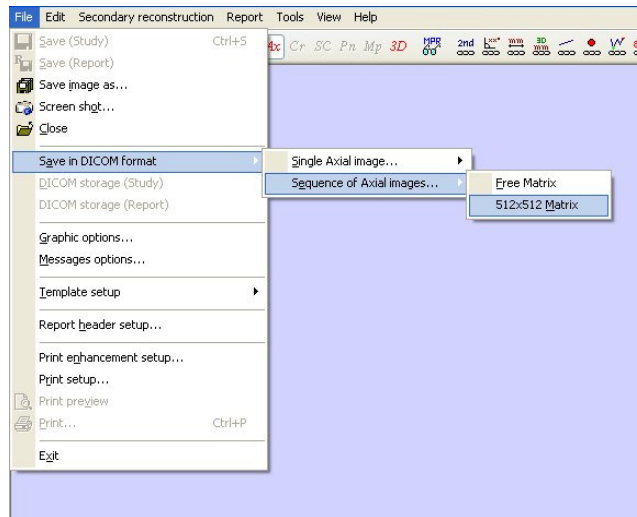 File Edit Secondary reconstruction Report Tools View Help
Save (Study) Ctrl+S
Ax Cr SC Pn Mp 3D MPR 2nd mm 3D mm
Save (Report)
Save image as...
Screen shot...
Close
Save in DICOM format
Single Axial image...
DICOM storage (Study)
Sequence of Axial images...
Free Matrix
DICOM storage (Report)
512x512 Matrix
Graphic options...
Messages options...
Template setup
Report header setup...
Print enhancement setup...
Print setup...
Print preview
Print... Ctrl+P
Exit